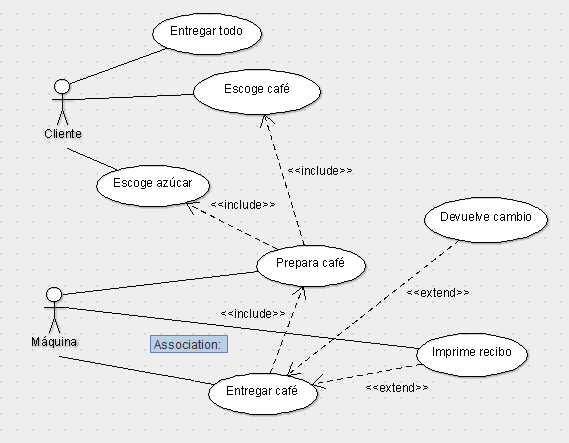 Entregar todo
Escoge café
Cliente
<<include>>
Escoge azúcar
<<include>>
Devuelve cambio
Prepara café
<<extend>>
<<include>>
Máquina
Association:
Imprime recibo
Entregar café
<<extend>>